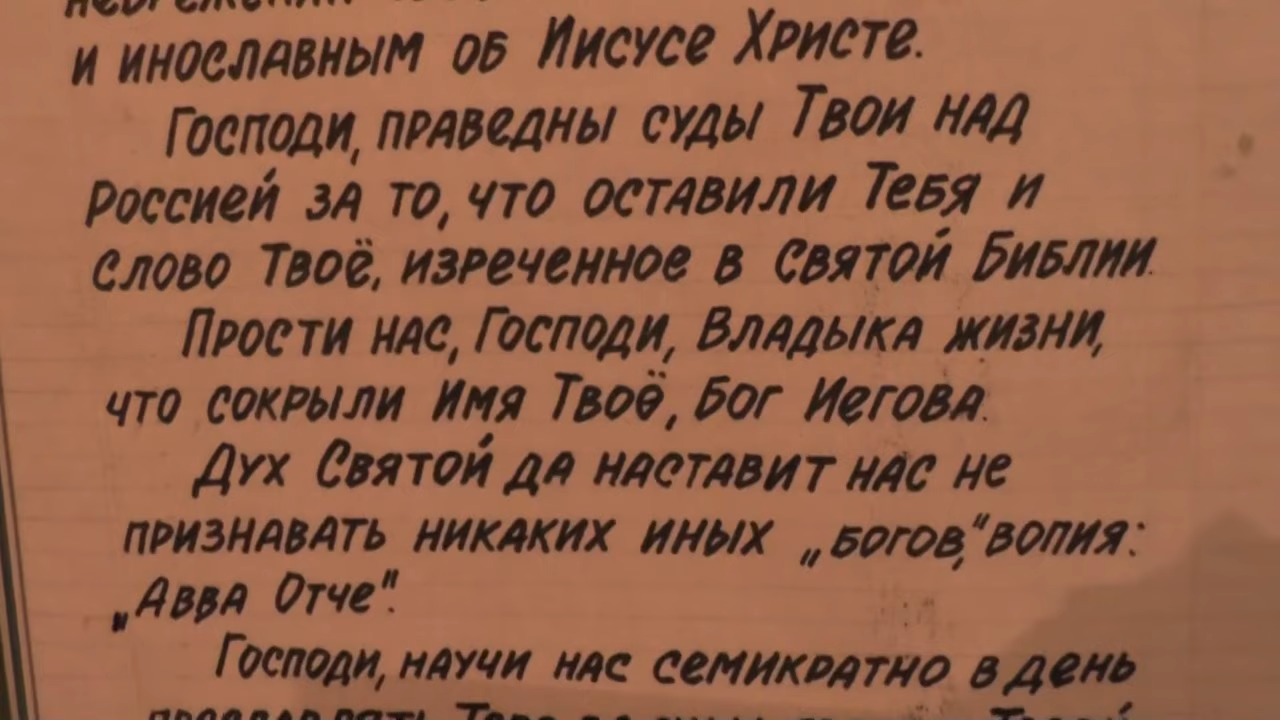 и инославным об Иисусе Христе.
Господи, праведны суды Твои над
России за то, что оставили Тебя и
Слово Твоё, изреченное в святой Библии.
Прости нас, Господи, Владыка жизни,
что сокрыли Имя Твоё, Бог Иегова.
Дух Святой да наставит нас не
признавать никаких иных „богов," вопия:
„Авва Отче".
Господи, научи нас семикратно в день